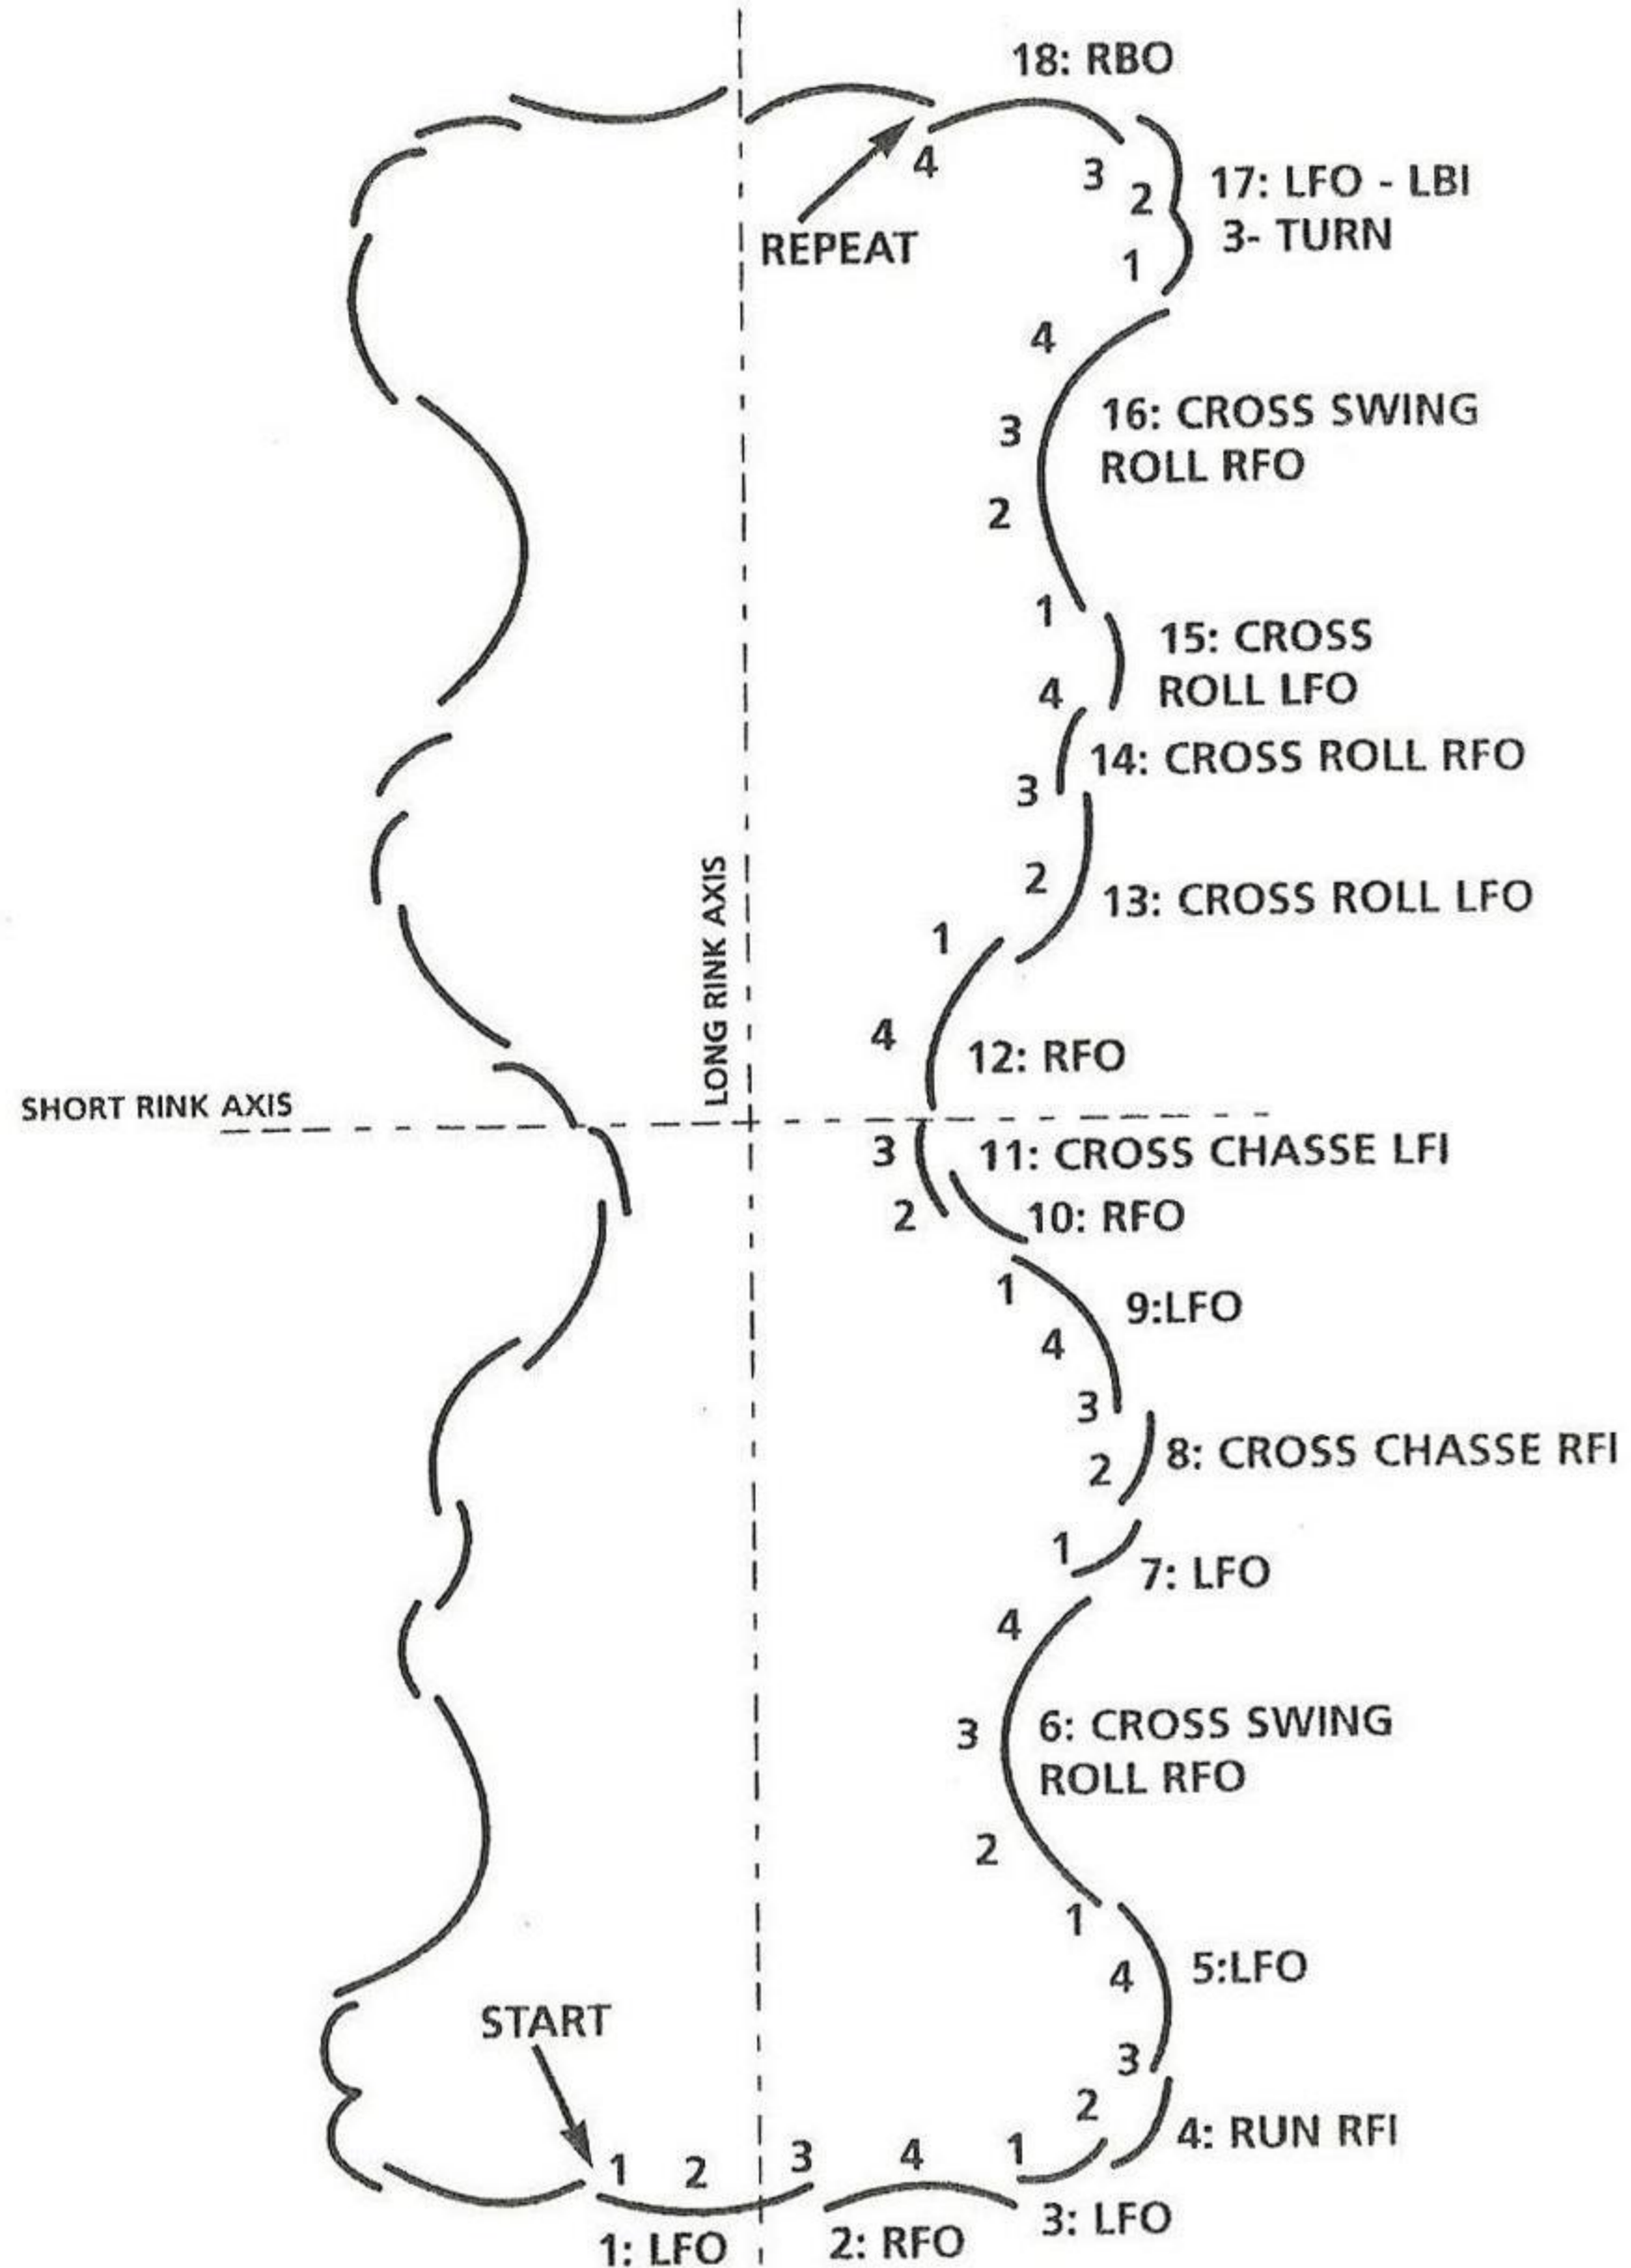 18: RBO
4
3
17: LFO - LBI
2
3- TURN
REPEAT
1
4
16: CROSS SWING
3
ROLL RFO
2
1
15: CROSS
ROLL LFO
4
14: CROSS ROLL RFO
3
2
13: CROSS ROLL LFO
1
LONG RINK AXIS
4
12: RFO
SHORT RINK AXIS
3
11: CROSS CHASSE LFI
2
10: RFO
1
9:LFO
4
3
8: CROSS CHASSE RFI
2
1
7: LFO
4
3
6: CROSS SWING
ROLL RFO
2
1
4
5:LFO
START
3
2
4: RUN RFI
1 2 3 4 1
3: LFO
1: LFO
2: RFO